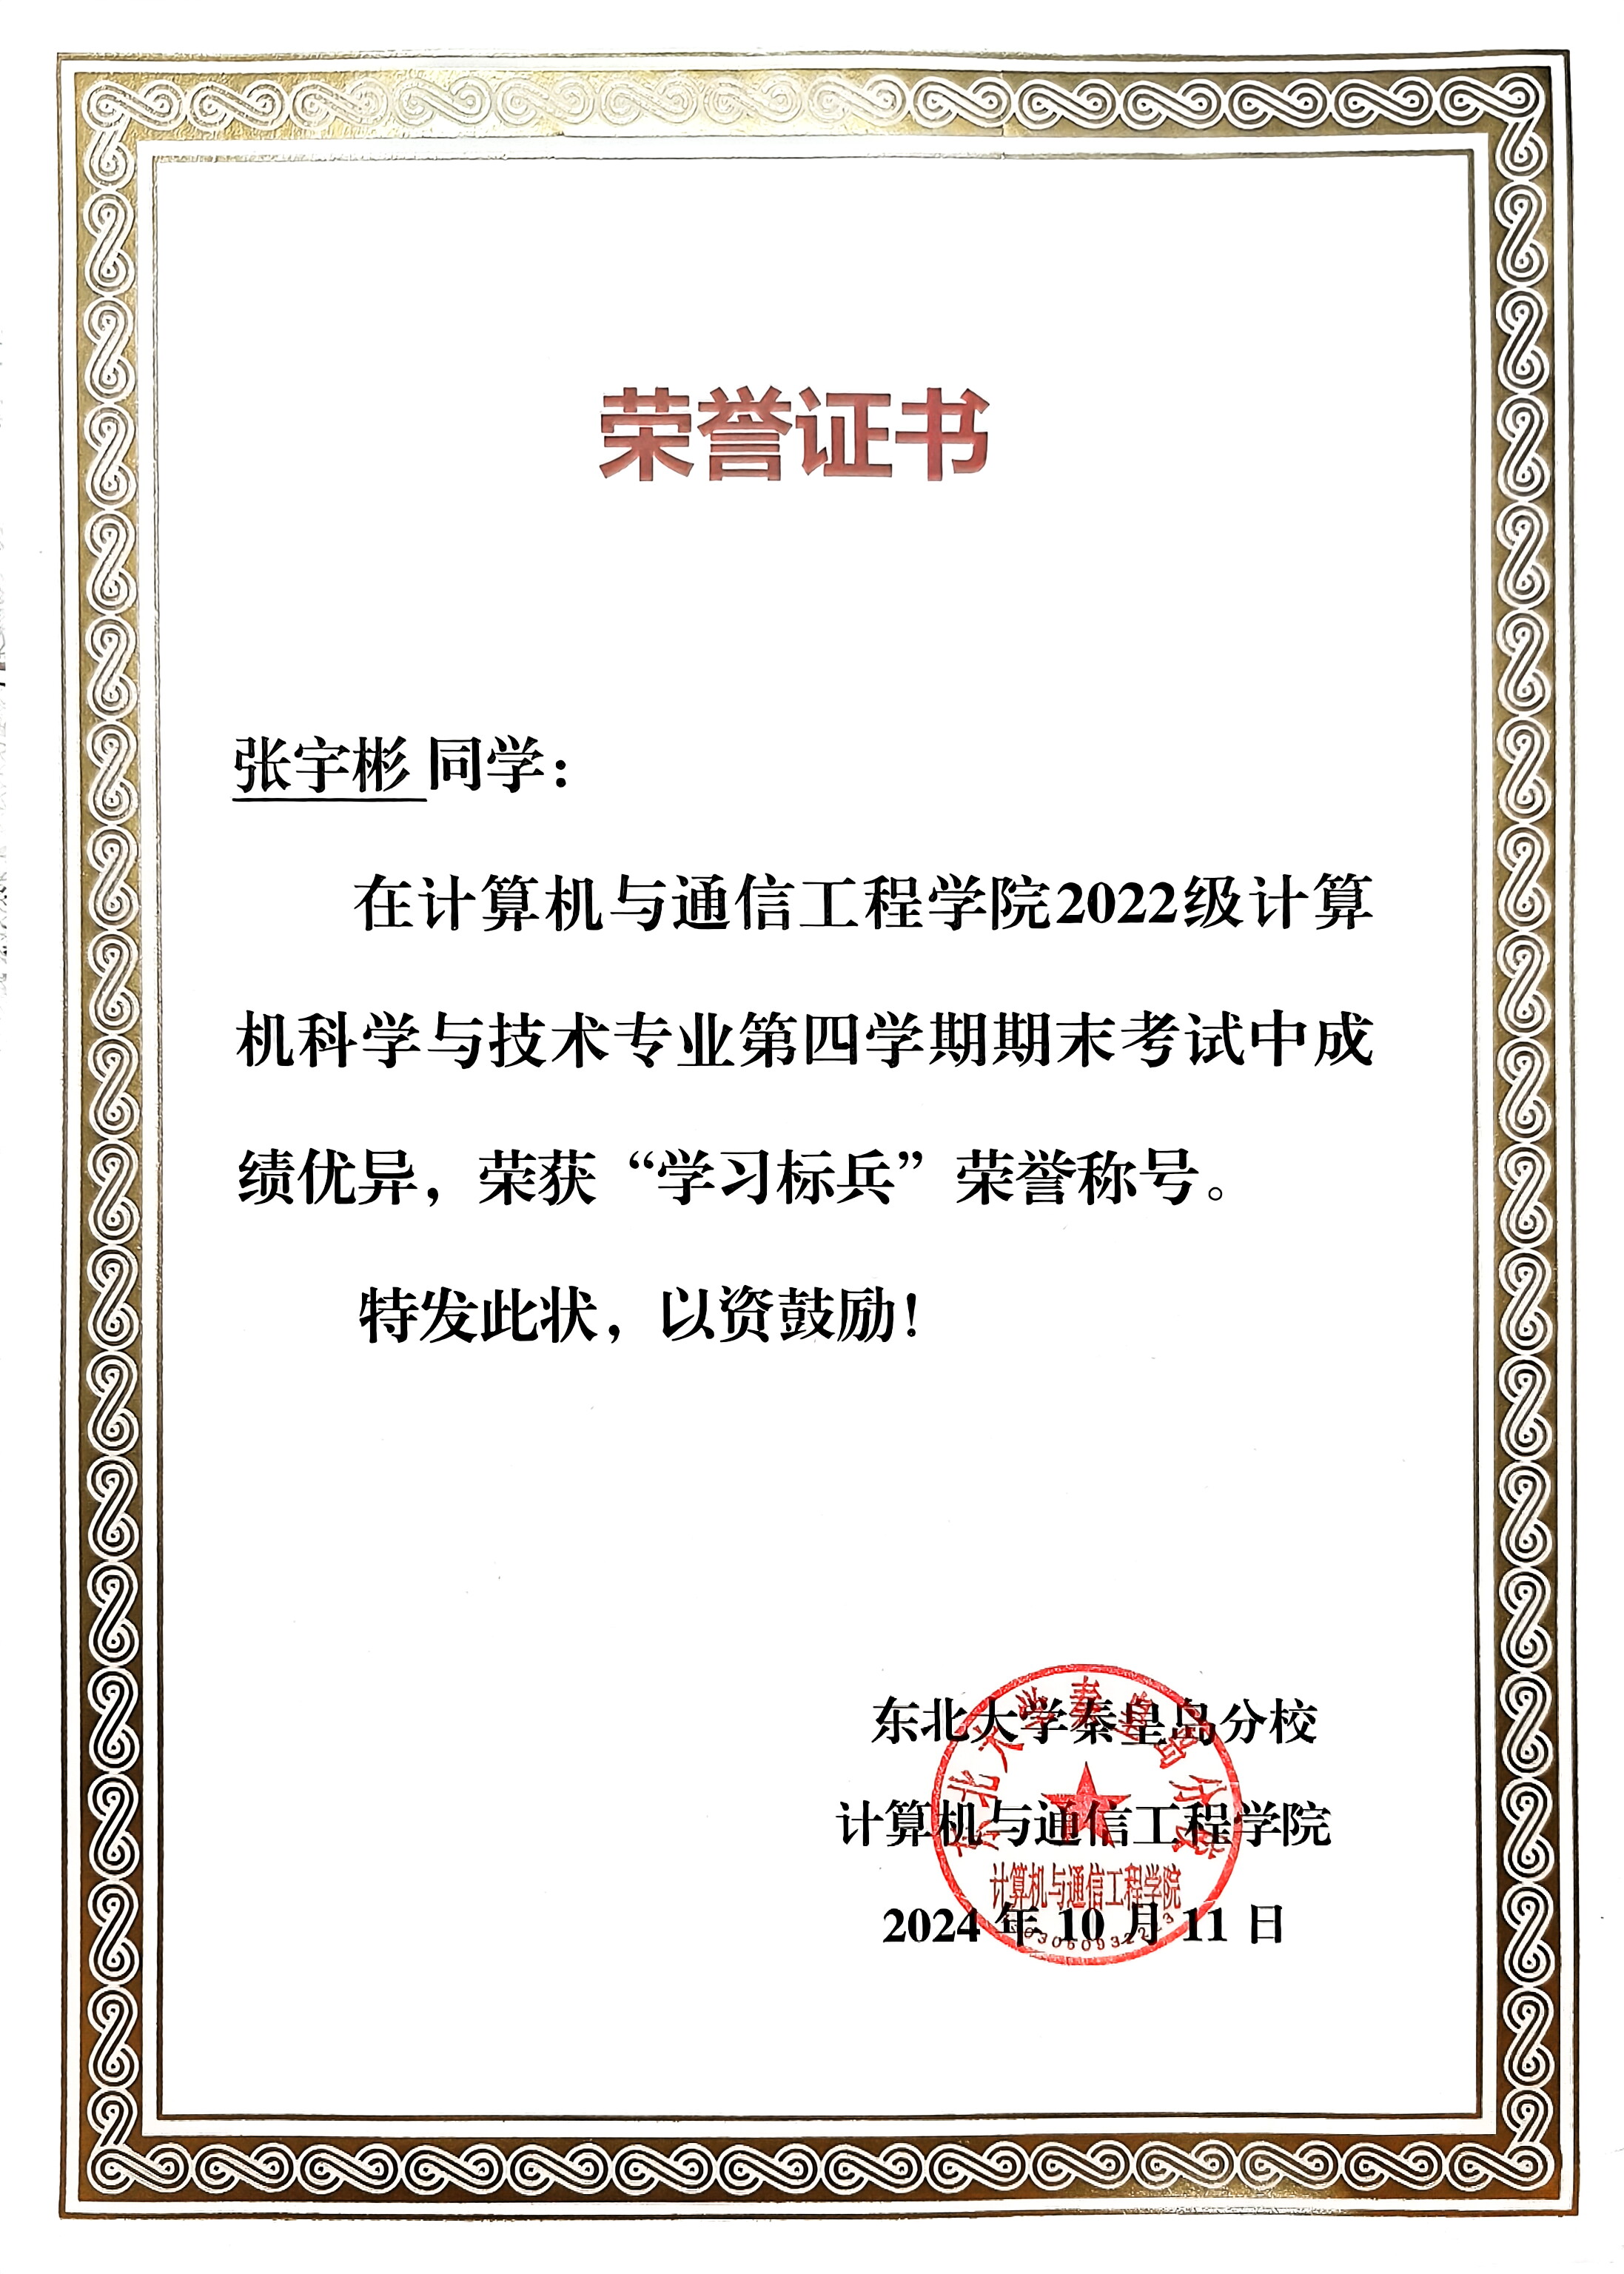 荣誉证书
张宇彬 同学：
在计算机与通信工程学院2022级计算
机科学与技术专业第四学期期末考试中成
绩优异，荣获“学习标兵”荣誉称号。
特发此状，以资鼓励！
东北大学秦皇岛分校
计算机与通信工程学院
2024 年 10 月 11 日
东北大学秦皇岛分校
计算机与通信工程学院